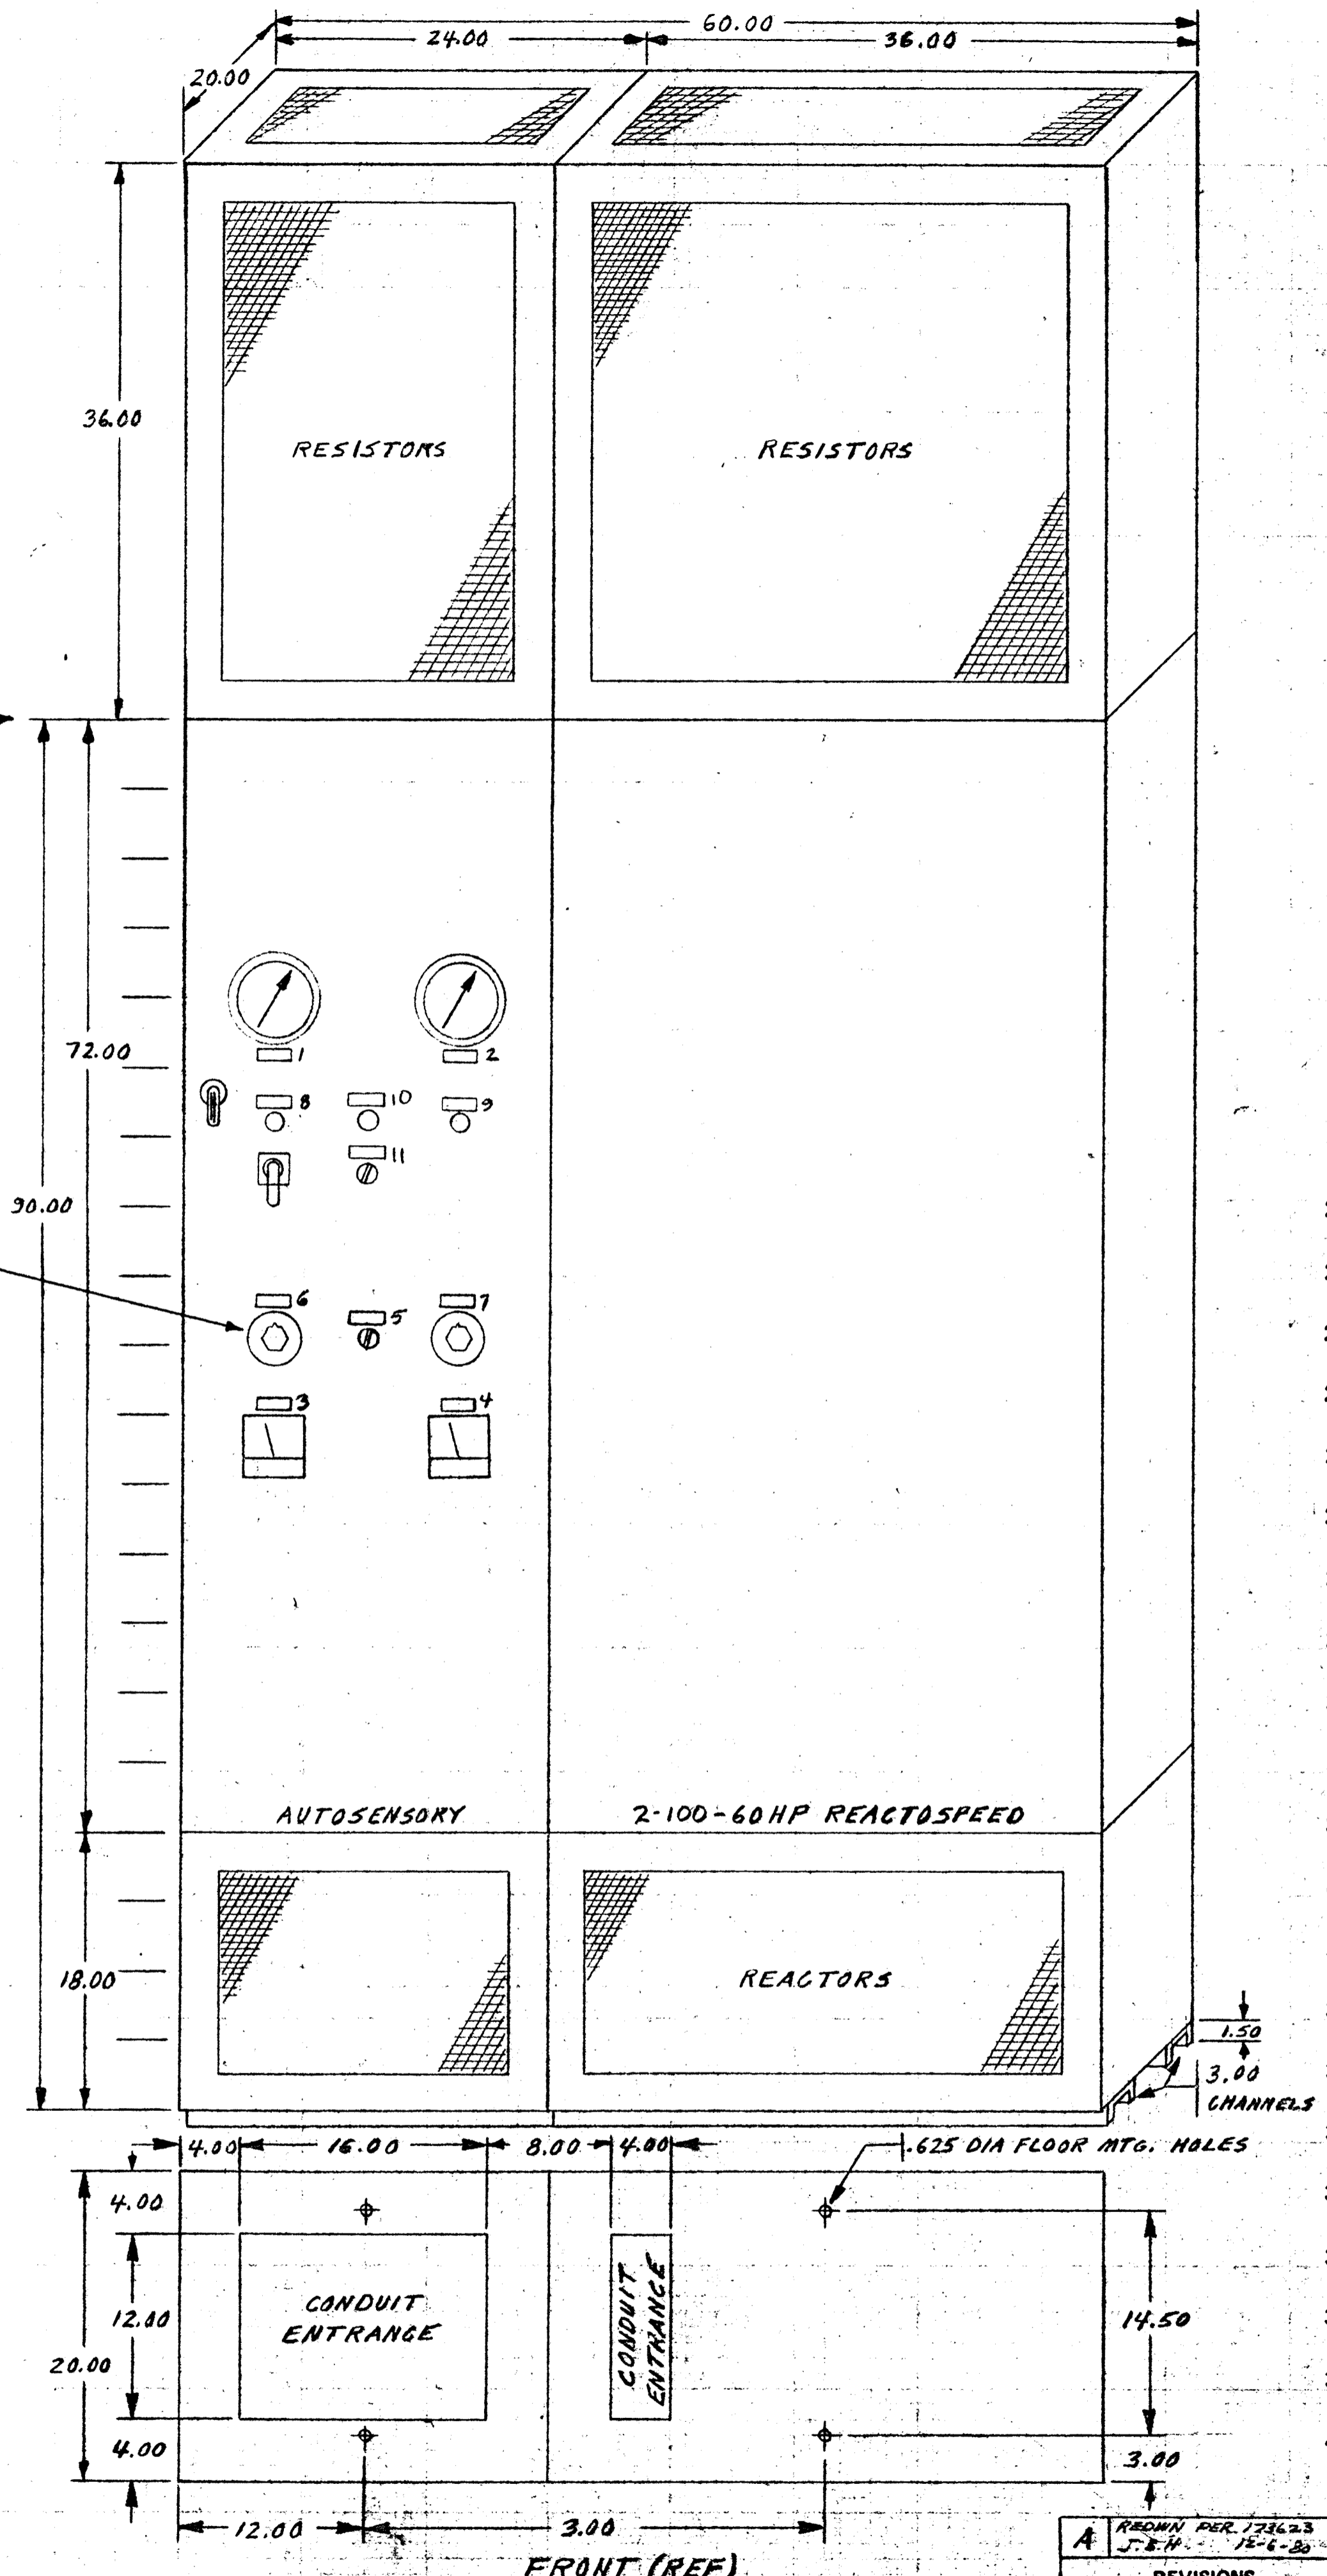 60.00
24.00
36.00
20.00
36.00
RESISTORS
RESISTORS
72.00
90.00
1
2
8
10
9
11
6
5
7
3
4
AUTOSENSORY
2-100-60HP REACTOSPEED
18.00
REACTORS
1.50
3.00
CHANNELS
4.00
16.00
8.00
4.00
.625 DIA FLOOR MTG. HOLES
4.00
12.00
20.00
4.00
CONDUIT
ENTRANCE
CONDUIT
ENTRANCE
14.50
3.00
12.00
3.00
FRONT (REF)
A
REDWN PER 173623
J.E.H. 12-6-80
REVISIONS